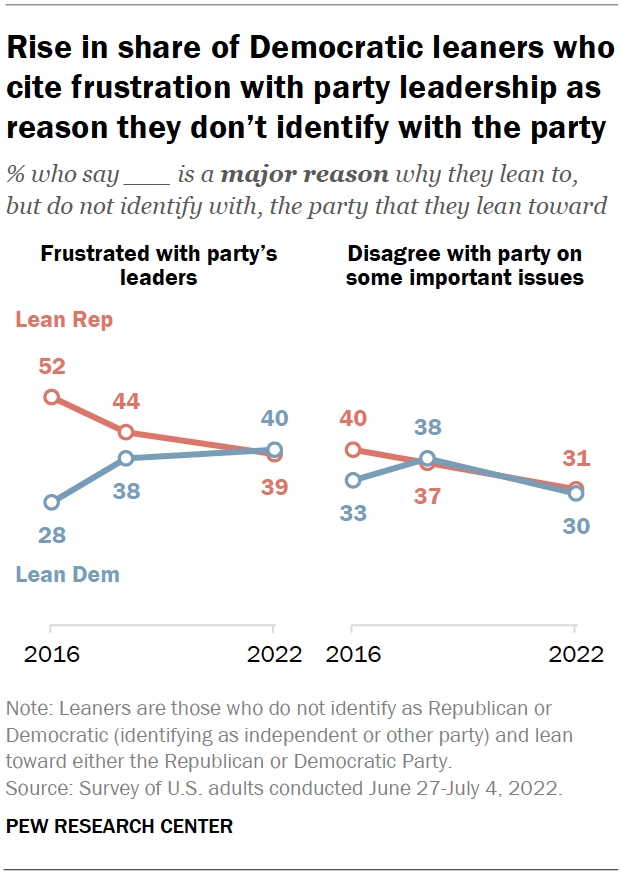 Rise in share of Democratic leaners who
cite frustration with party leadership as
reason they don’t identify with the party
% who say ____ is a major reason why they lean to,
but do not identify with, the party that they lean toward
Frustrated with party’s
leaders
Lean Rep
52
44
40
38
39
28
Lean Dem
2016
2022
Disagree with party on
some important issues
40
38
31
33
37
30
2016
2022
Note: Leaners are those who do not identify as Republican or
Democratic (identifying as independent or other party) and lean
toward either the Republican or Democratic Party.
Source: Survey of U.S. adults conducted June 27-July 4, 2022.
PEW RESEARCH CENTER